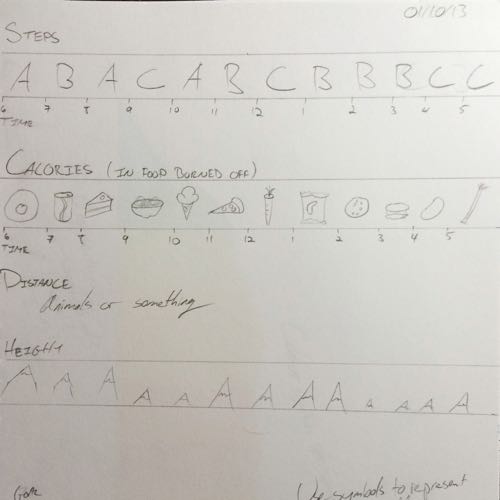 01/10/13
STEPS
A B A C A B C B B B C C
6 7 8 9 10 11 12 1 2 3 4 5
TIME
CALORIES (IN FOOD BURNED OFF)
6 7 8 9 10 11 12 1 2 3 4 5
TIME
DISTANCE
Animals or something
HEIGHT
A A A A A A A A A A A A A
Use symbols to represent